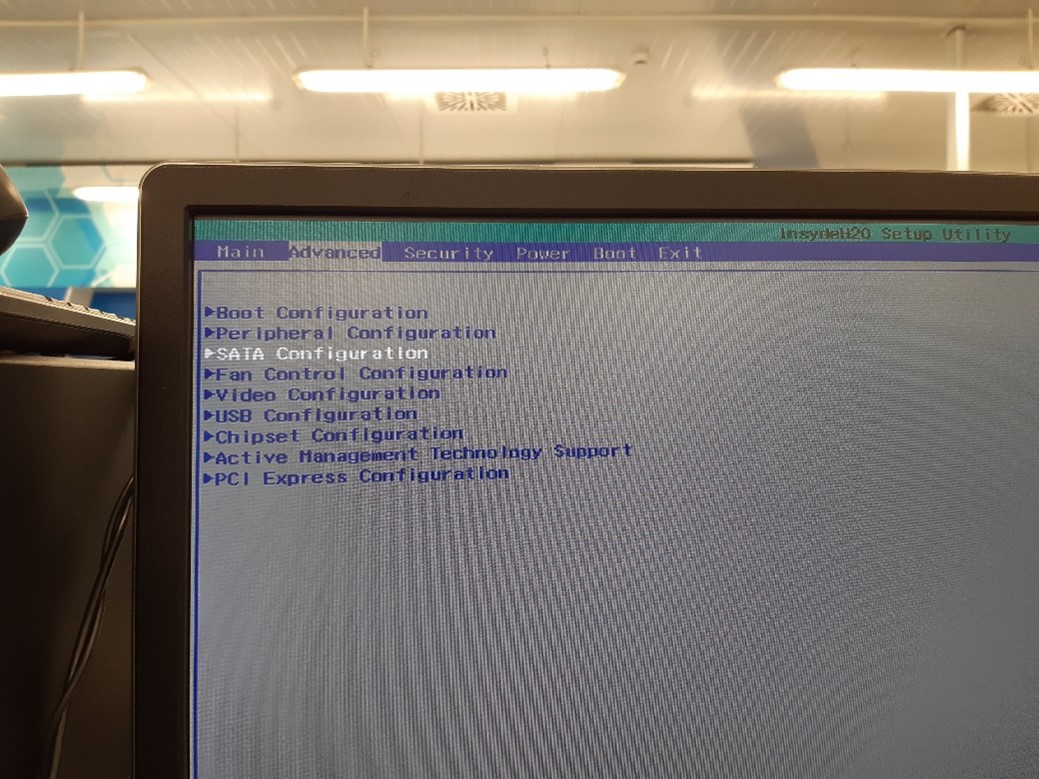 InsydeH2O Setup Utility
Main Advanced Security Power Boot Exit
▶Boot Configuration
▶Peripheral Configuration
▶SATA Configuration
▶Fan Control Configuration
▶Video Configuration
▶USB Configuration
▶Chipset Configuration
▶Active Management Technology Support
▶PCI Express Configuration